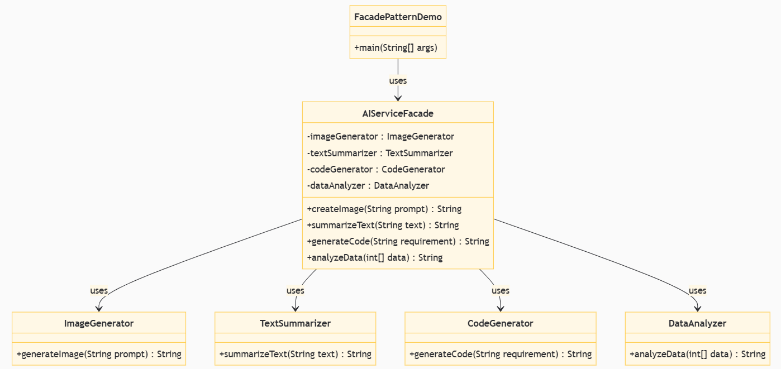 FacadePatternDemo
+main(String[] args)
uses
AIServiceFacade
-imageGenerator : ImageGenerator
-textSummarizer : TextSummarizer
-codeGenerator : CodeGenerator
-dataAnalyzer : DataAnalyzer
+createImage(String prompt) : String
+summarizeText(String text) : String
+generateCode(String requirement) : String
+analyzeData(int[] data) : String
uses
uses
uses
uses
ImageGenerator
+generateImage(String prompt) : String
TextSummarizer
+summarizeText(String text) : String
CodeGenerator
+generateCode(String requirement) : String
DataAnalyzer
+analyzeData(int[] data) : String